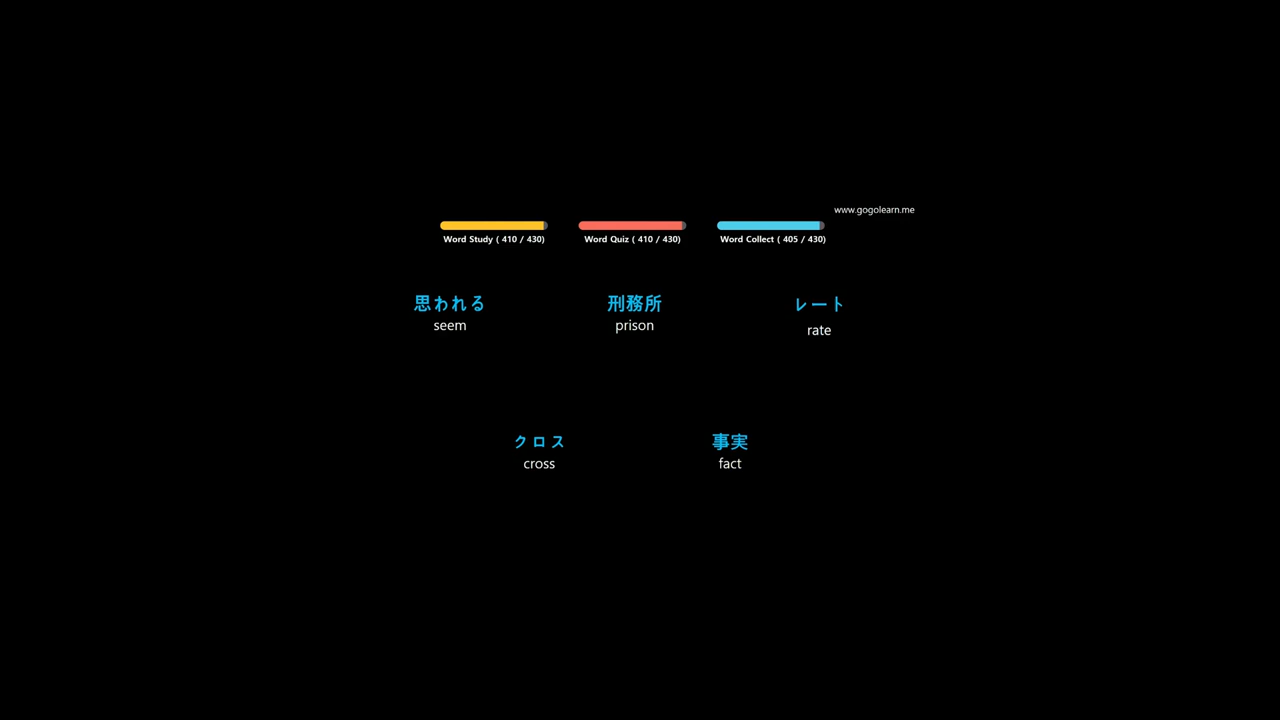 www.gogolearn.me
Word Study ( 410 / 430) Word Quiz ( 410 / 430) Word Collect ( 405 / 430)
思われる 刑務所 レート
seem prison rate
クロス 事実
cross fact